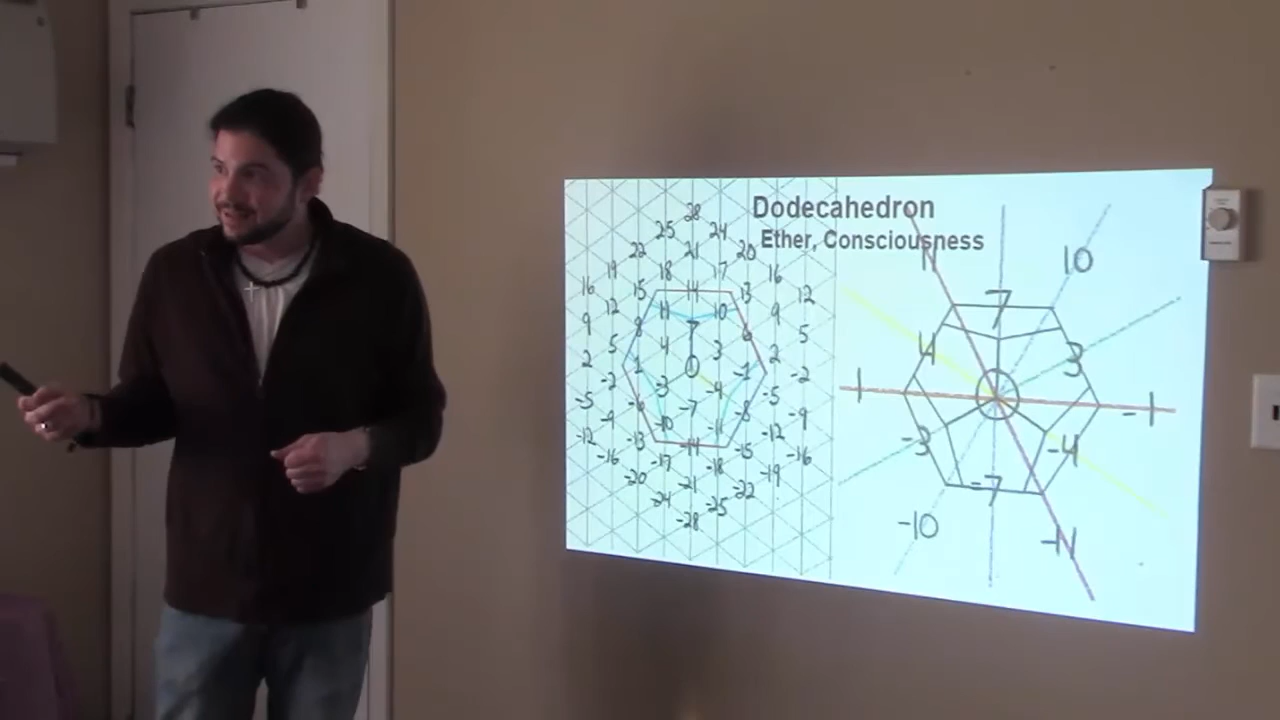 Dodecahedron
Ether, Consciousness
28
25 24
22 21 20
19 18 17 16
16 15 14 13 12
12 11 10 9
9 8 7 6 5
5 4 3 2
2 1 0 -1 -2
-2 -3 -4 -5
-5 -7 -8 -9
-10 -11 -12
-12 -13 -14 -15 -16
-16 -17 -18 -19
-20 -21 -22
-24 -25
-28
11 10
7
4 3
1 -1
-3 -4
-7
-10 -11